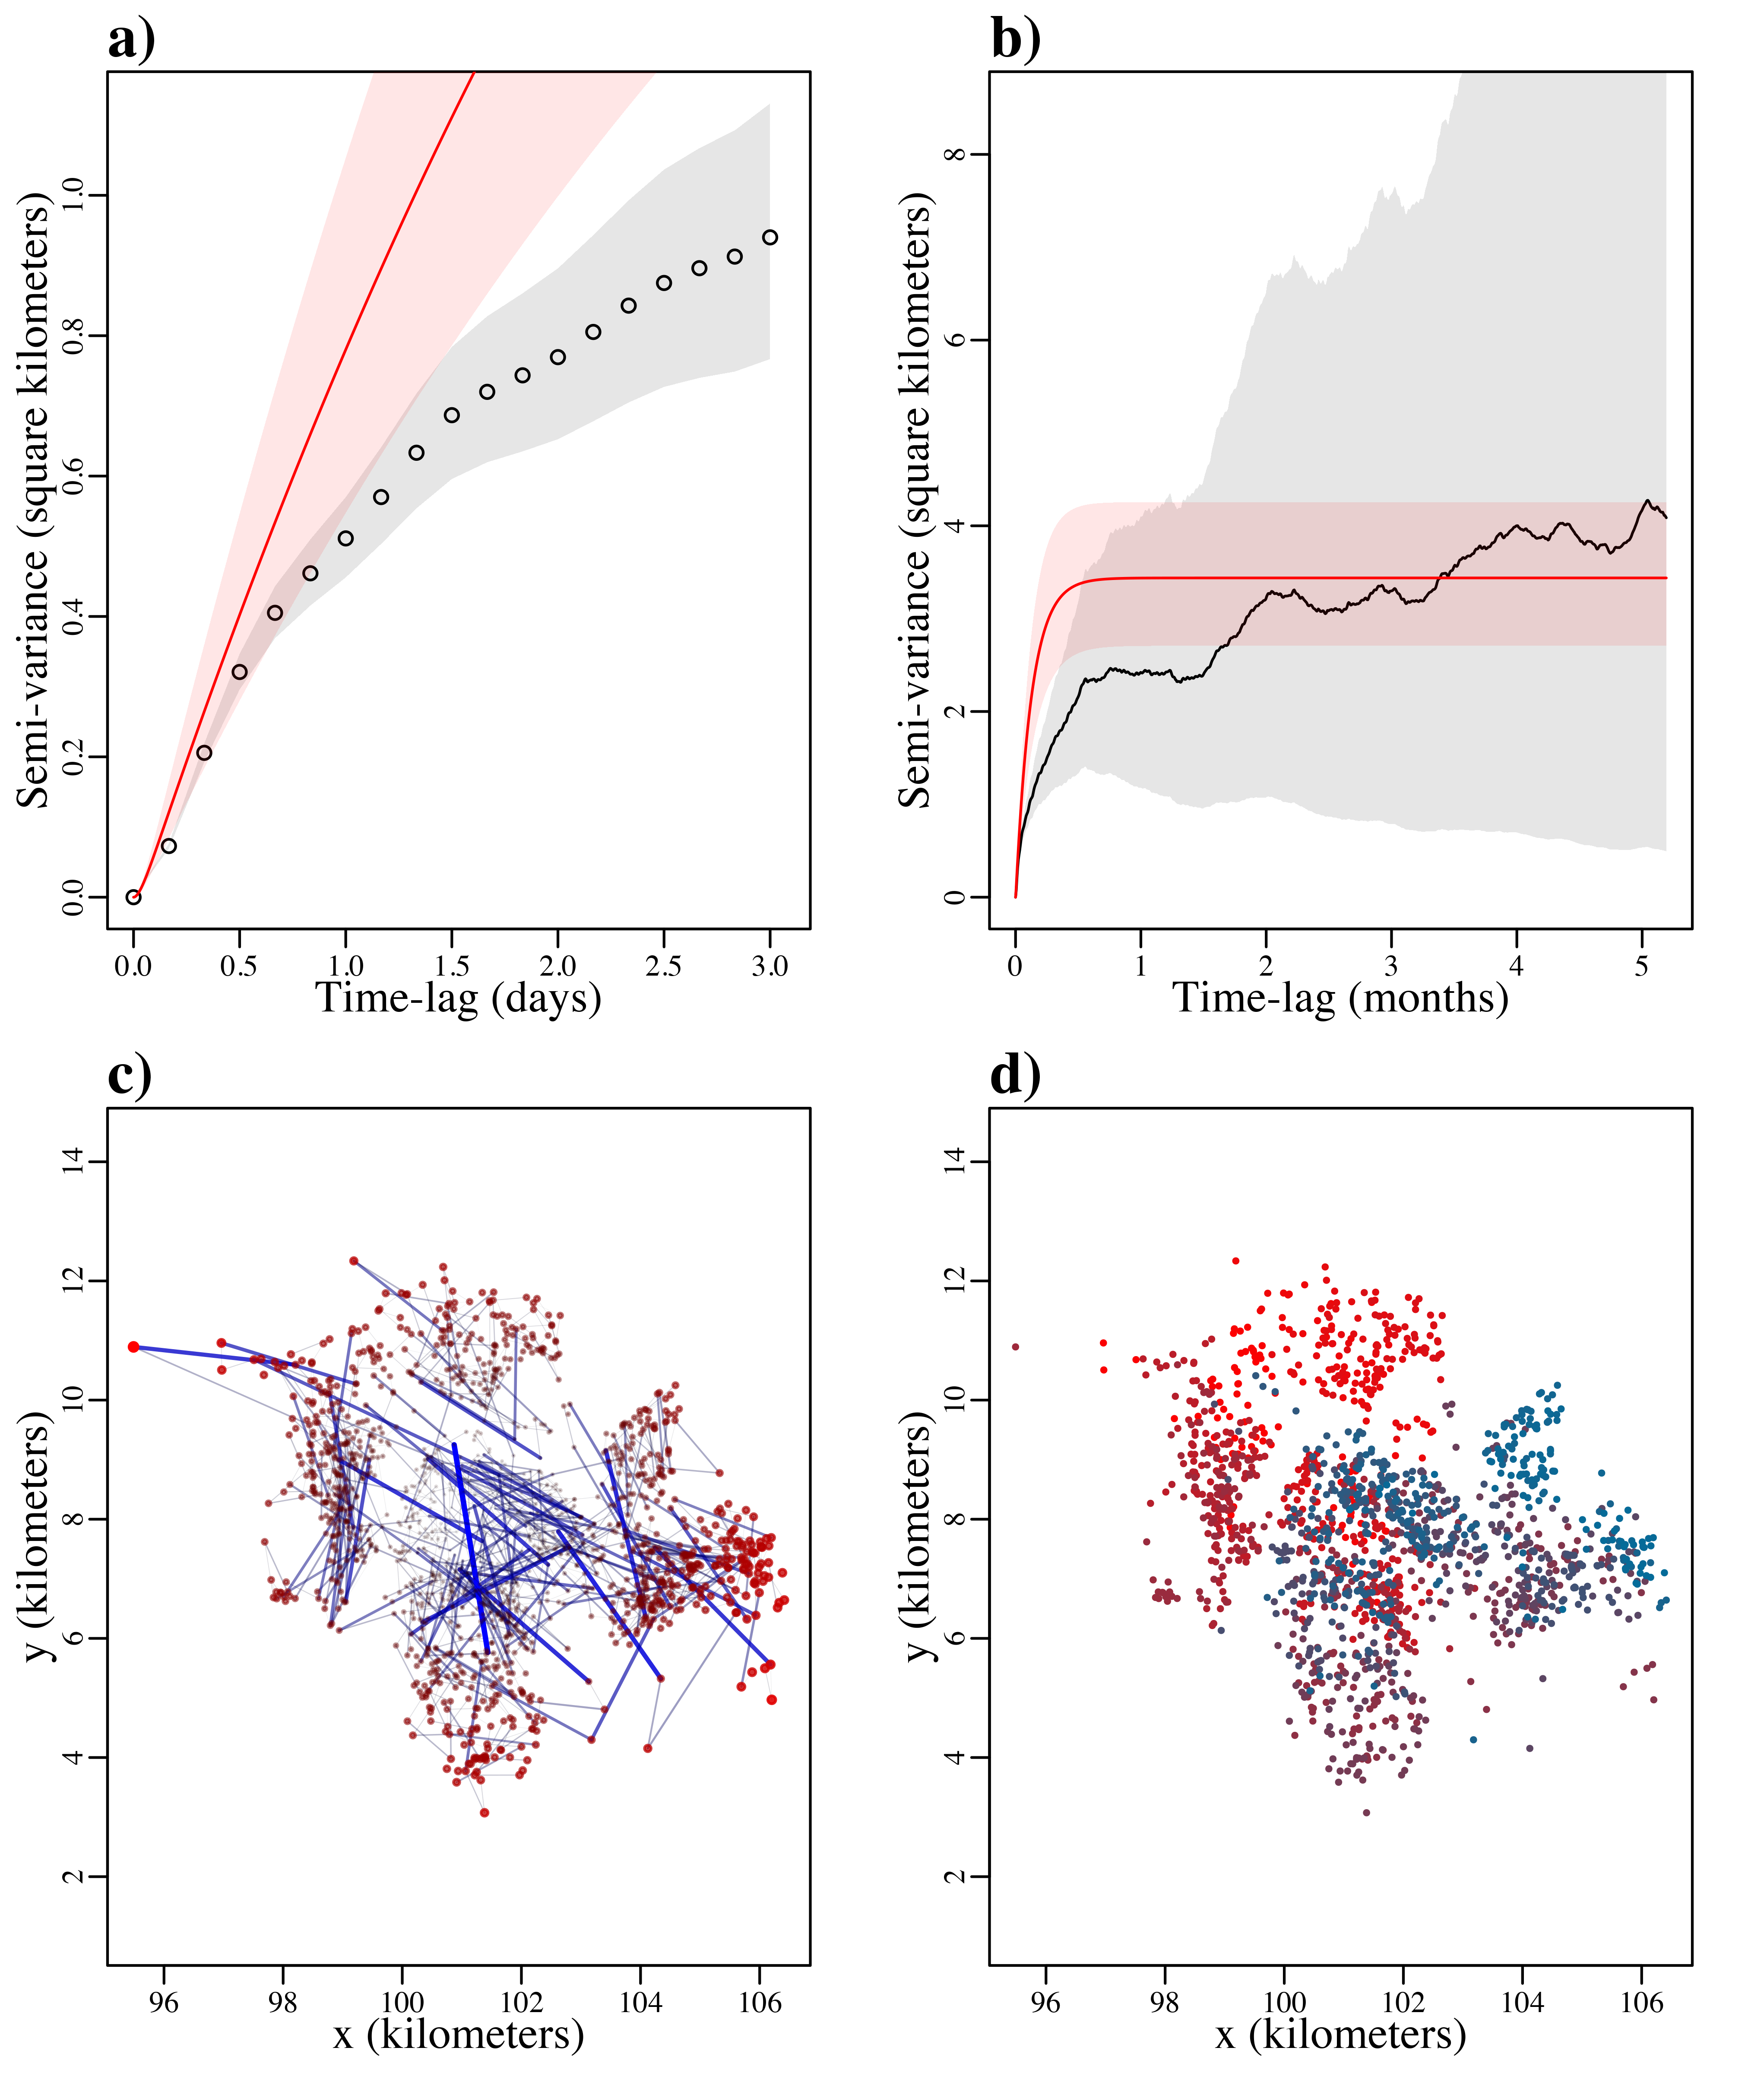 a)
Semi-variance (square kilometers)
0.0 0.2 0.4 0.6 0.8 1.0
0.0 0.5 1.0 1.5 2.0 2.5 3.0
Time-lag (days)
b)
Semi-variance (square kilometers)
0 2 4 6 8
0 1 2 3 4 5
Time-lag (months)
c)
y (kilometers)
2 4 6 8 10 12 14
96 98 100 102 104 106
x (kilometers)
d)
y (kilometers)
2 4 6 8 10 12 14
96 98 100 102 104 106
x (kilometers)